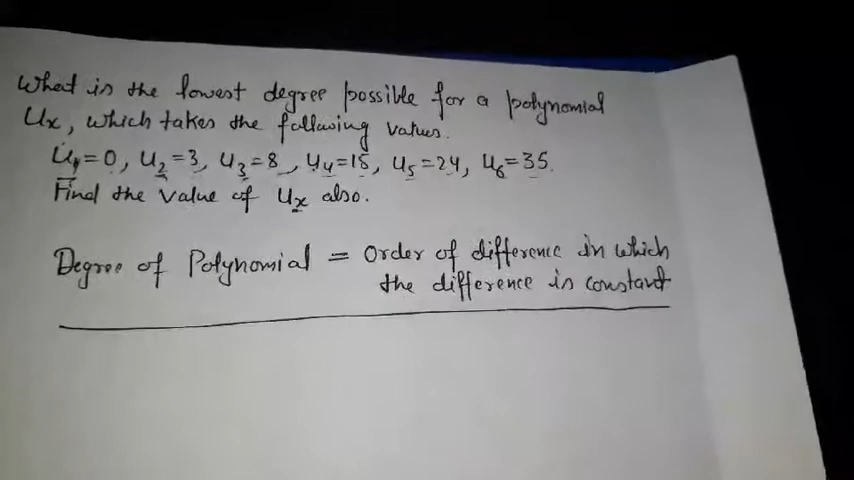 What is the lowest degree possible for a polynomial
Ux, which takes the following values.
U1=0, U2=3, U3=8, U4=15, U5=24, U6=35.
Find the value of Ux also.
Degree of Polynomial = Order of difference in which
the difference is constant